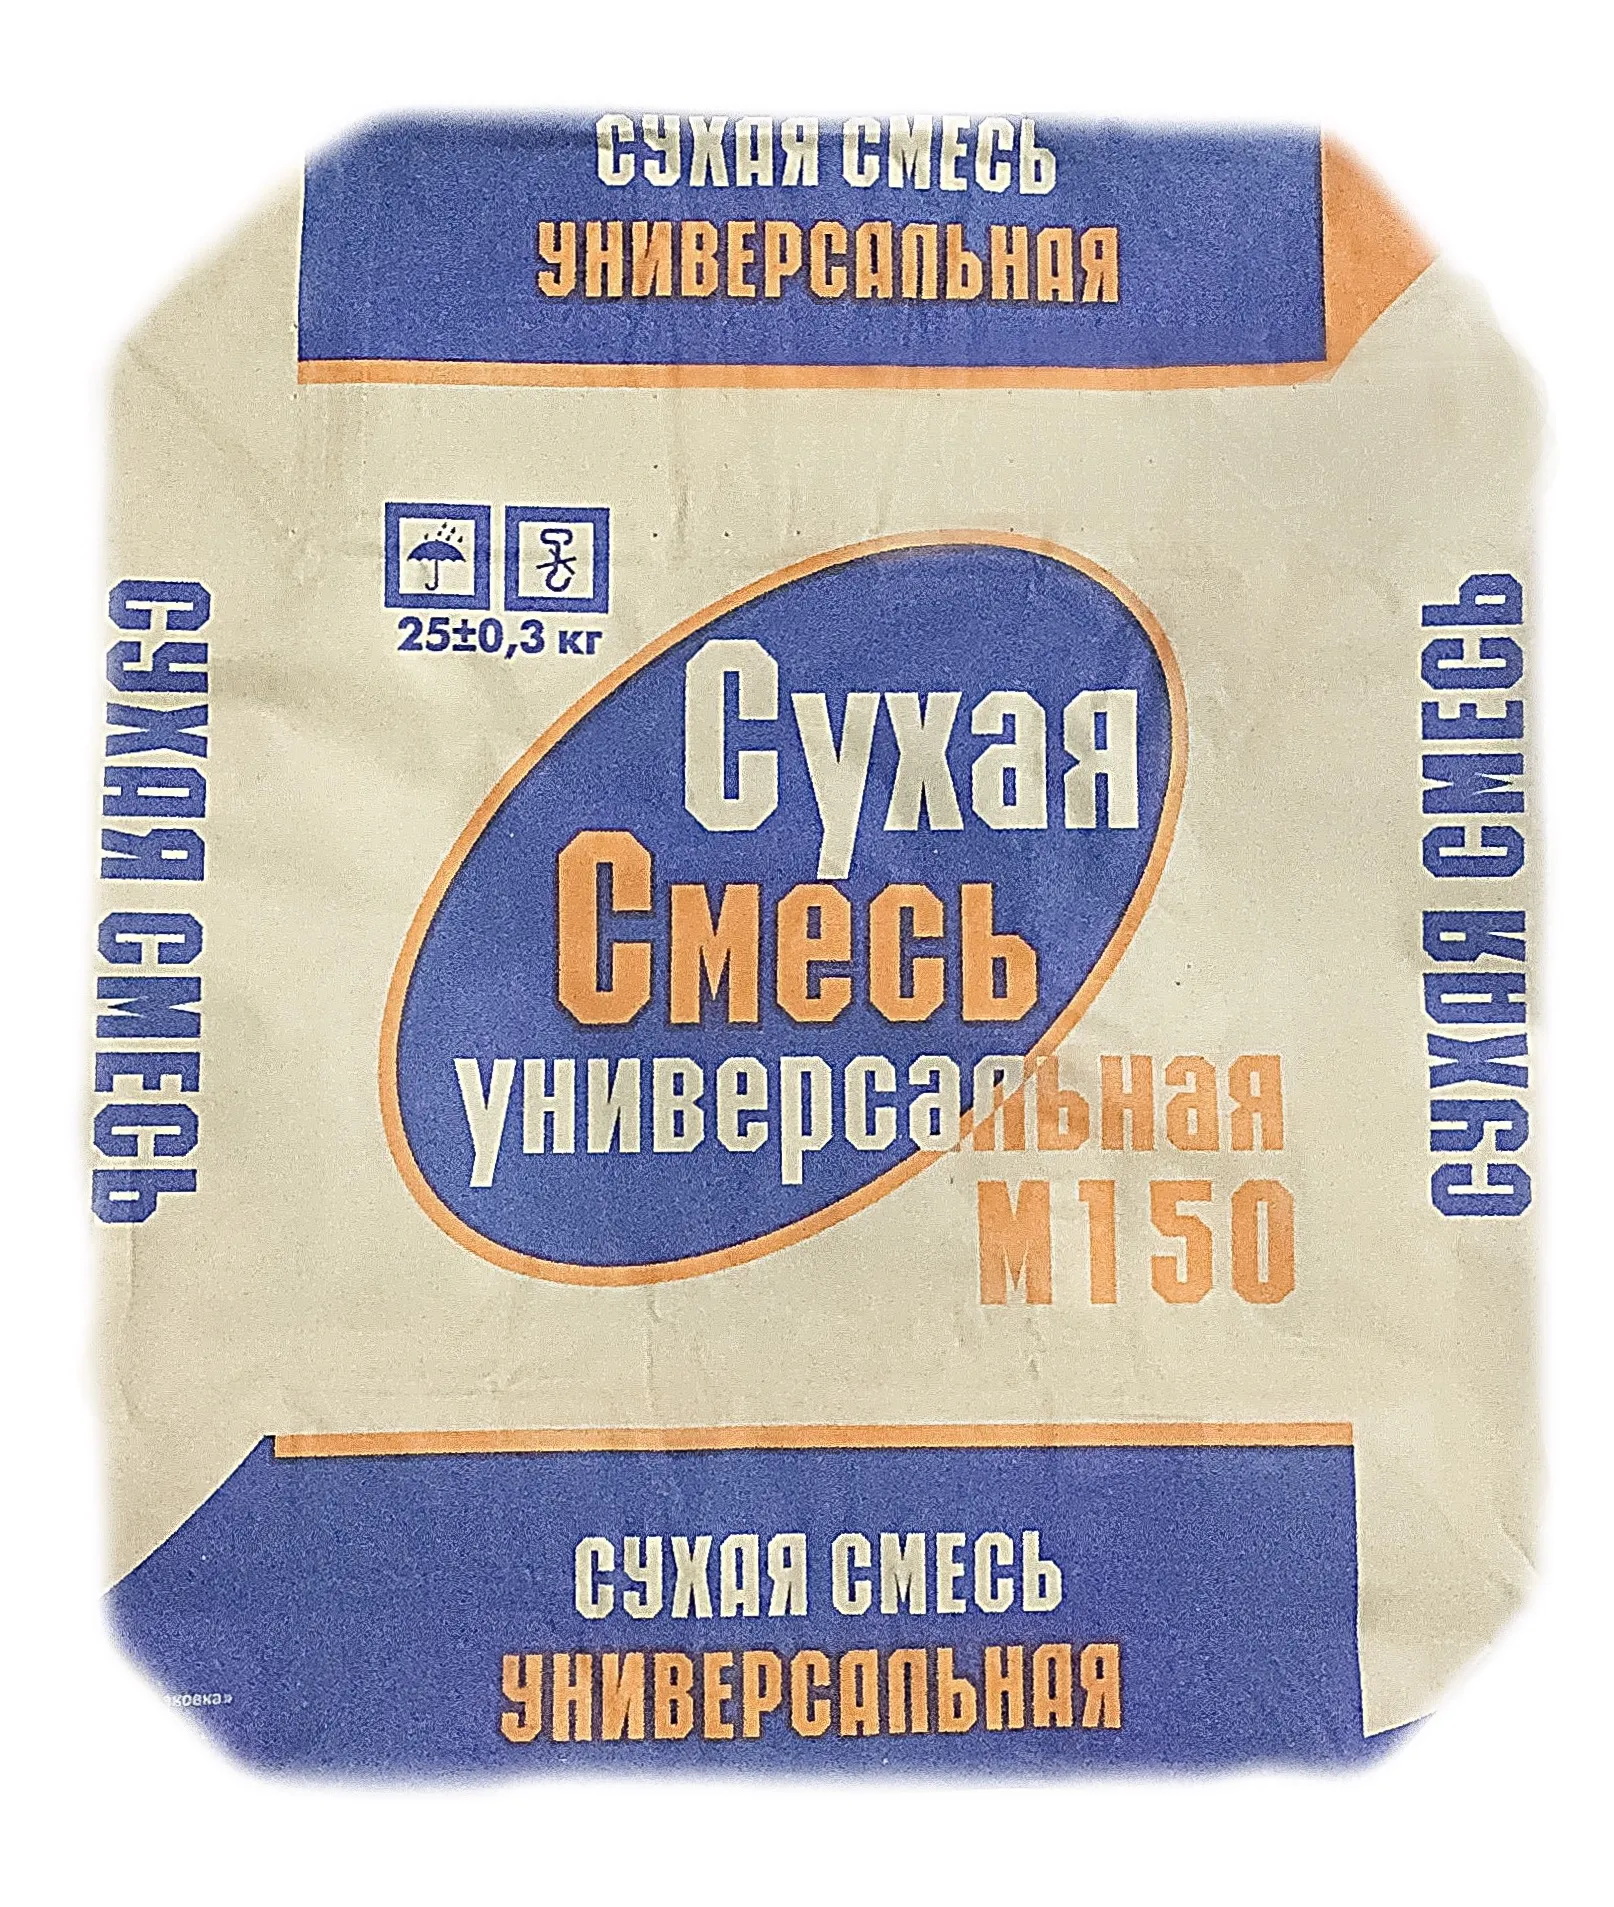 СУХАЯ СМЕСЬ
УНИВЕРСАЛЬНАЯ
25±0,3 кг
СУХАЯ СМЕСЬ
Сухая
Смесь
универсальная
М150
СУХАЯ СМЕСЬ
СУХАЯ СМЕСЬ
УНИВЕРСАЛЬНАЯ